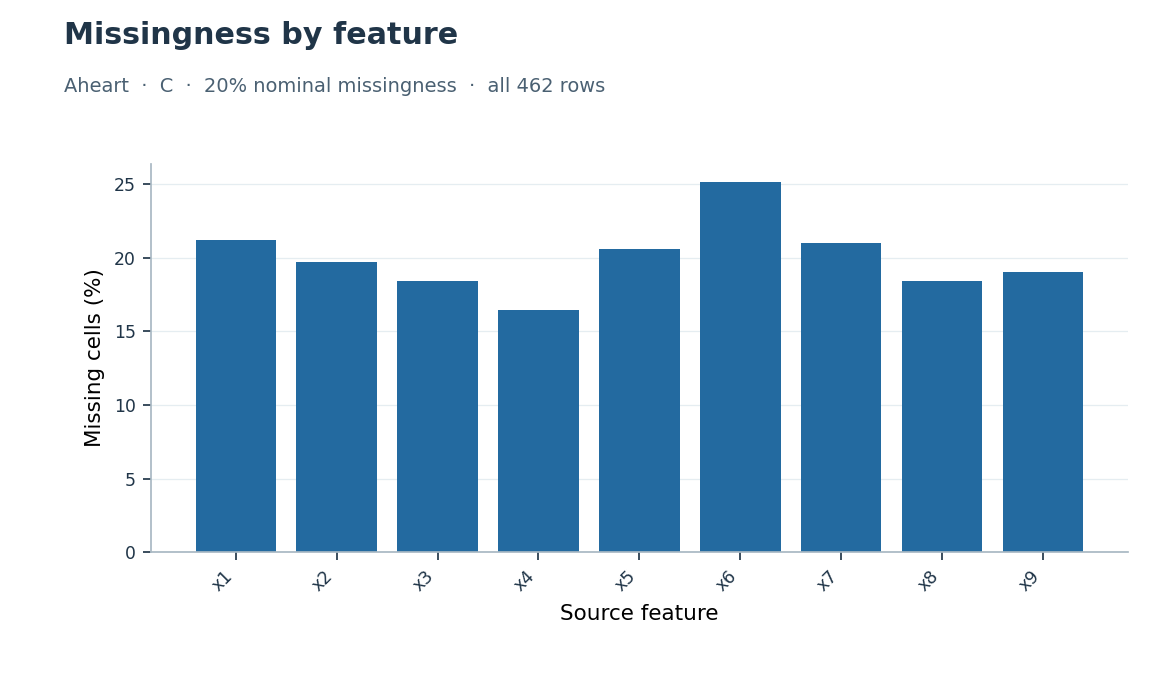 Missingness by feature
Aheart · C · 20% nominal missingness · all 462 rows
25
20
15
10
5
0
Missing cells (%)
x1 x2 x3 x4 x5 x6 x7 x8 x9
Source feature